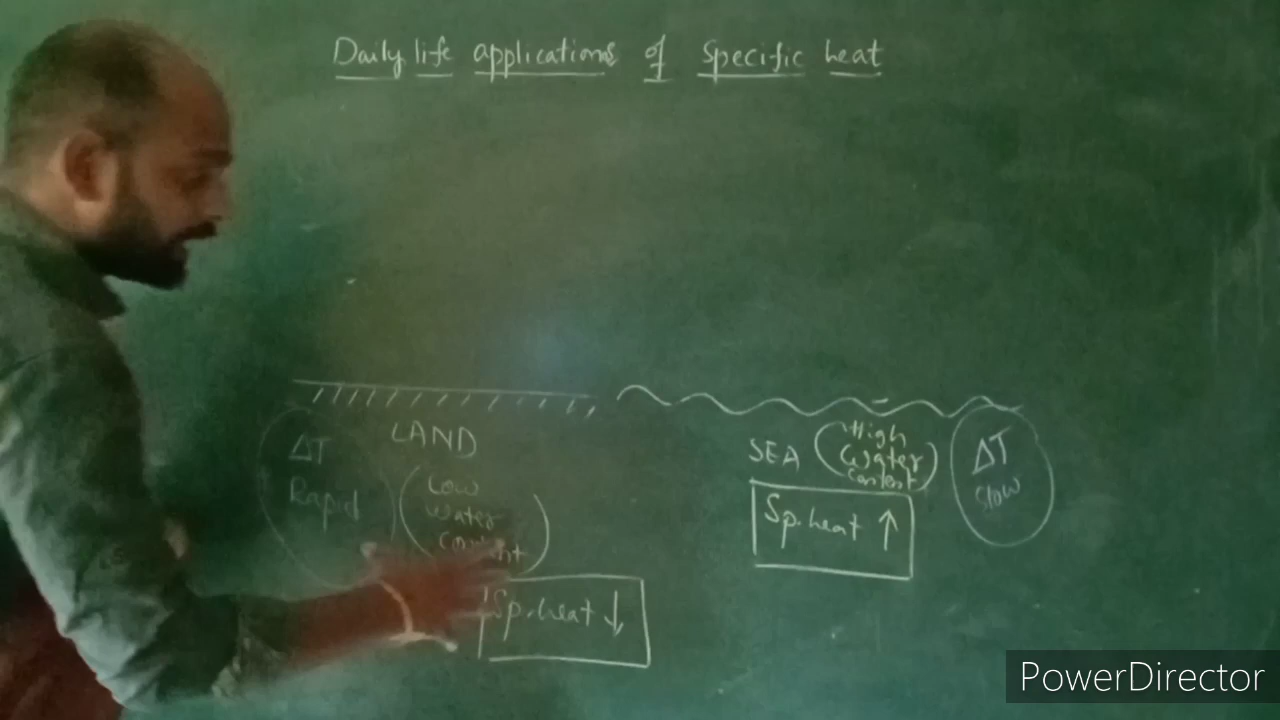 Daily life applications of specific heat
LAND
ΔT
Rapid
Low
Water
Content
Sp.heat ↓
SEA
High
Water
Content
Sp.heat ↑
ΔT
Slow
PowerDirector